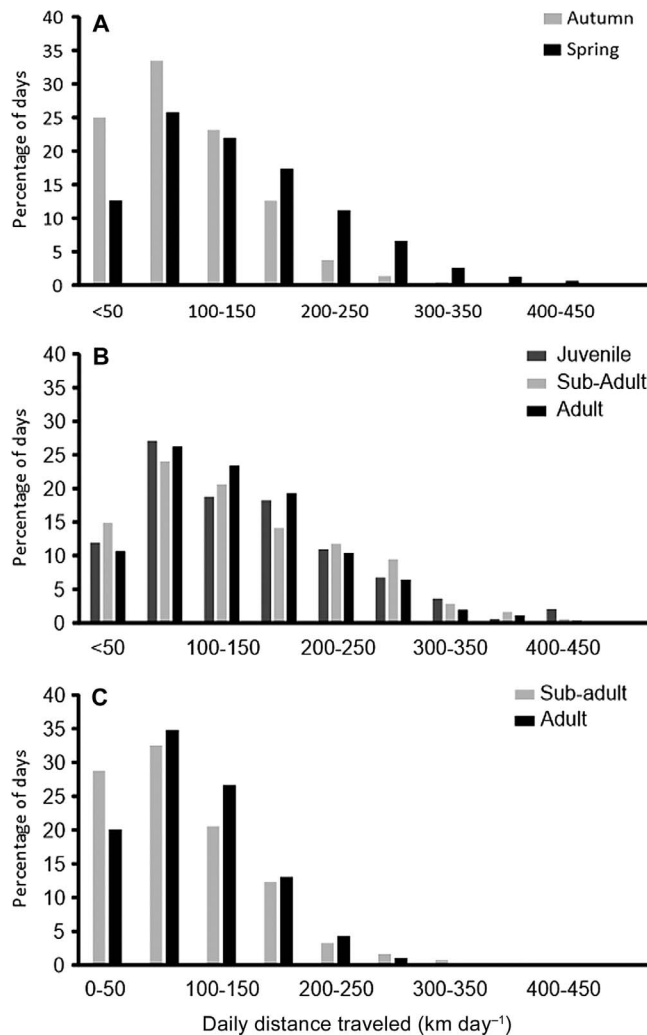 A
Autumn
Spring
Percentage of days
40
35
30
25
20
15
10
5
0
<50 100-150 200-250 300-350 400-450
B
Juvenile
Sub-Adult
Adult
Percentage of days
40
35
30
25
20
15
10
5
0
<50 100-150 200-250 300-350 400-450
C
Sub-adult
Adult
Percentage of days
40
35
30
25
20
15
10
5
0
0-50 100-150 200-250 300-350 400-450
Daily distance traveled (km day⁻¹)